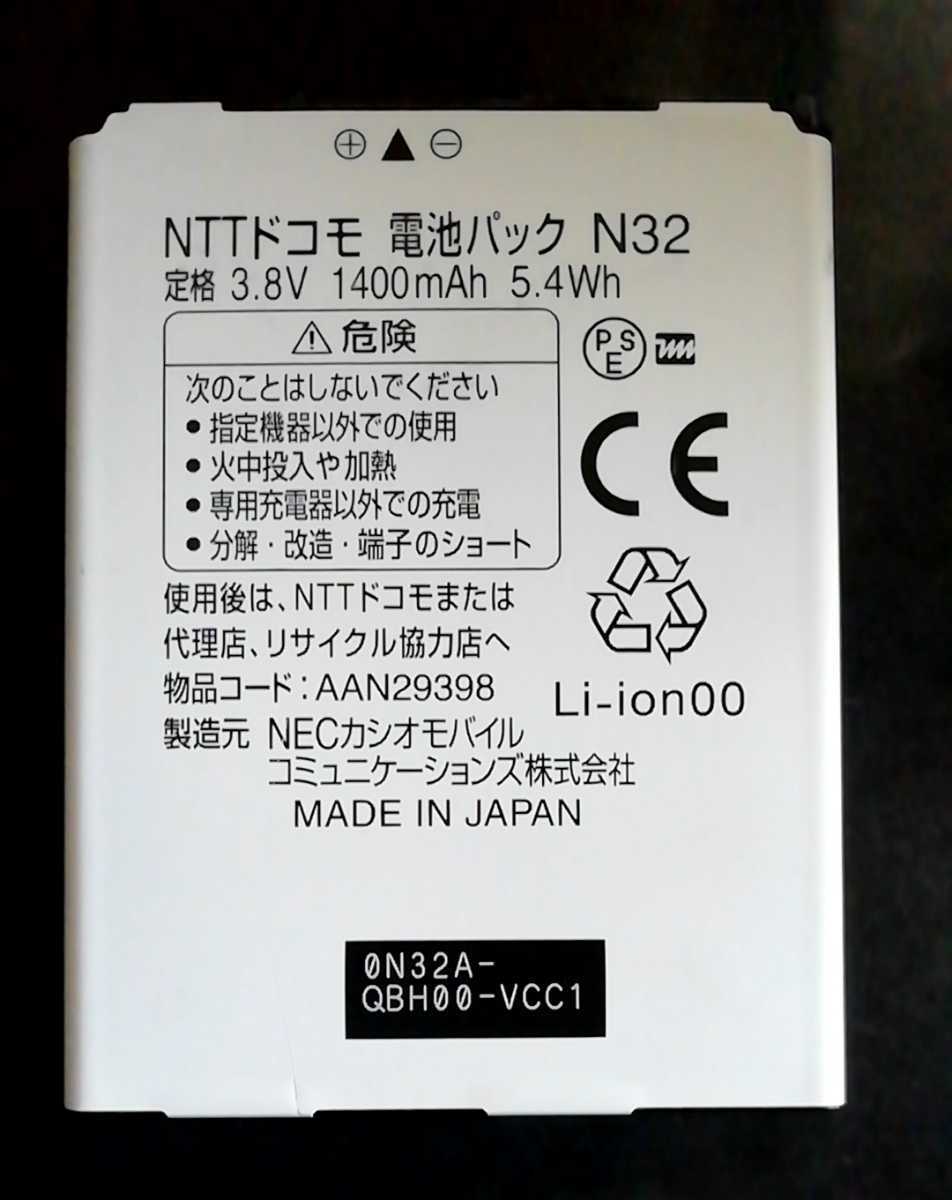 ⊕▲⊖
NTTドコモ 電池パック N32
定格 3.8V 1400mAh 5.4Wh
⚠危険
次のことはしないでください
●指定機器以外での使用
●火中投入や加熱
●専用充電器以外での充電
●分解・改造・端子のショート
PSE
CE
使用後は、NTTドコモまたは
代理店、リサイクル協力店へ
物品コード:AAN29398
Li-ion00
製造元 NECカシオモバイル
コミュニケーションズ株式会社
MADE IN JAPAN
0N32A-
QBH00-VCC1